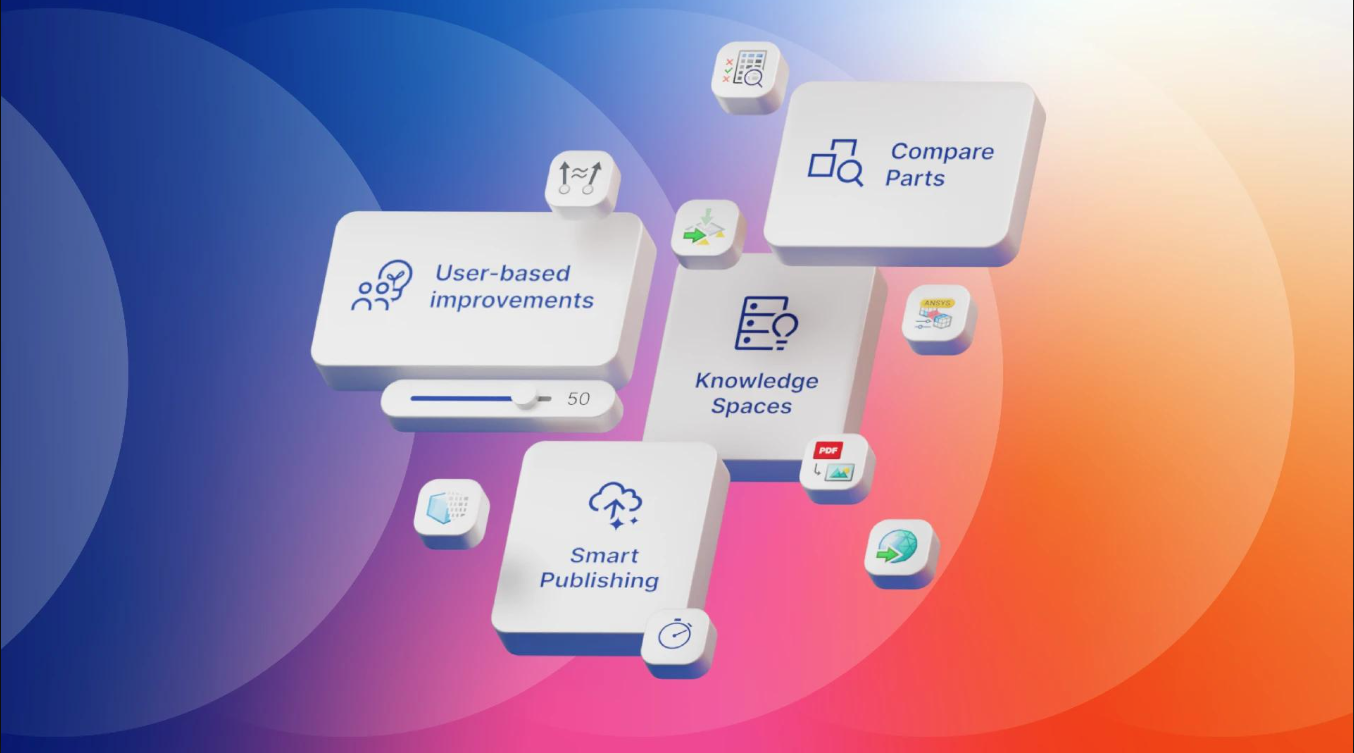 Compare
Parts
User-based
improvements
ANSYS
Knowledge
Spaces
50
PDF
Smart
Publishing